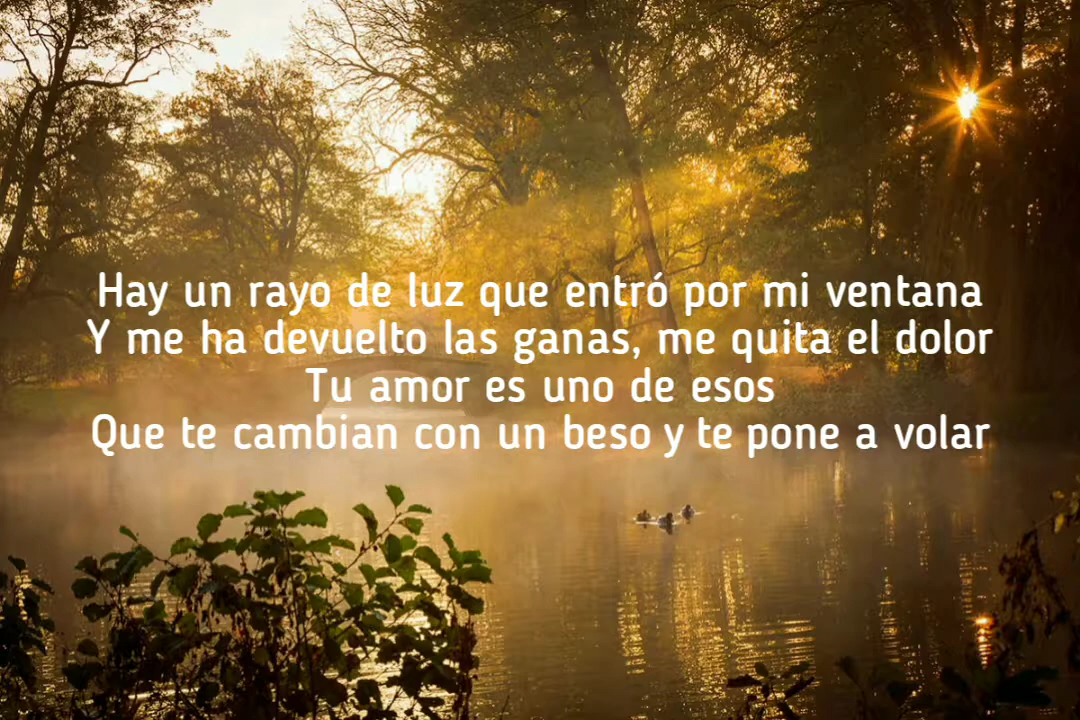 Hay un rayo de luz que entró por mi ventana
Y me ha devuelto las ganas, me quita el dolor
Tu amor es uno de esos
Que te cambian con un beso y te pone a volar